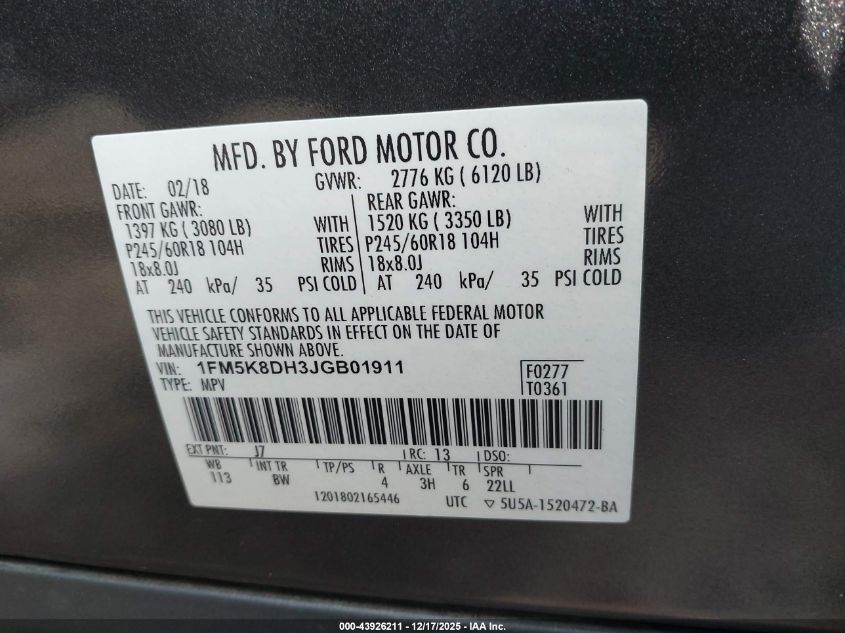 MFD. BY FORD MOTOR CO.
DATE: 02/18 GVWR: 2776 KG ( 6120 LB)
FRONT GAWR: REAR GAWR:
1397 KG ( 3080 LB) WITH 1520 KG ( 3350 LB) WITH
P245/60R18 104H TIRES P245/60R18 104H TIRES
18x8.0J RIMS 18x8.0J RIMS
AT 240 kPa/ 35 PSI COLD AT 240 kPa/ 35 PSI COLD
THIS VEHICLE CONFORMS TO ALL APPLICABLE FEDERAL MOTOR
VEHICLE SAFETY STANDARDS IN EFFECT ON THE DATE OF
MANUFACTURE SHOWN ABOVE.
VIN: 1FM5K8DH3JGB01911 F0277
TYPE: MPV T0361
EXT PNT: J7 RC: 13 DSO:
WB INT TR TP/PS R AXLE TR SPR
113 BW 4 3H 6 22LL
1201802165446 UTC ▽ 5U5A-1520472-BA
000-43926211 - 12/17/2025 - IAA Inc.